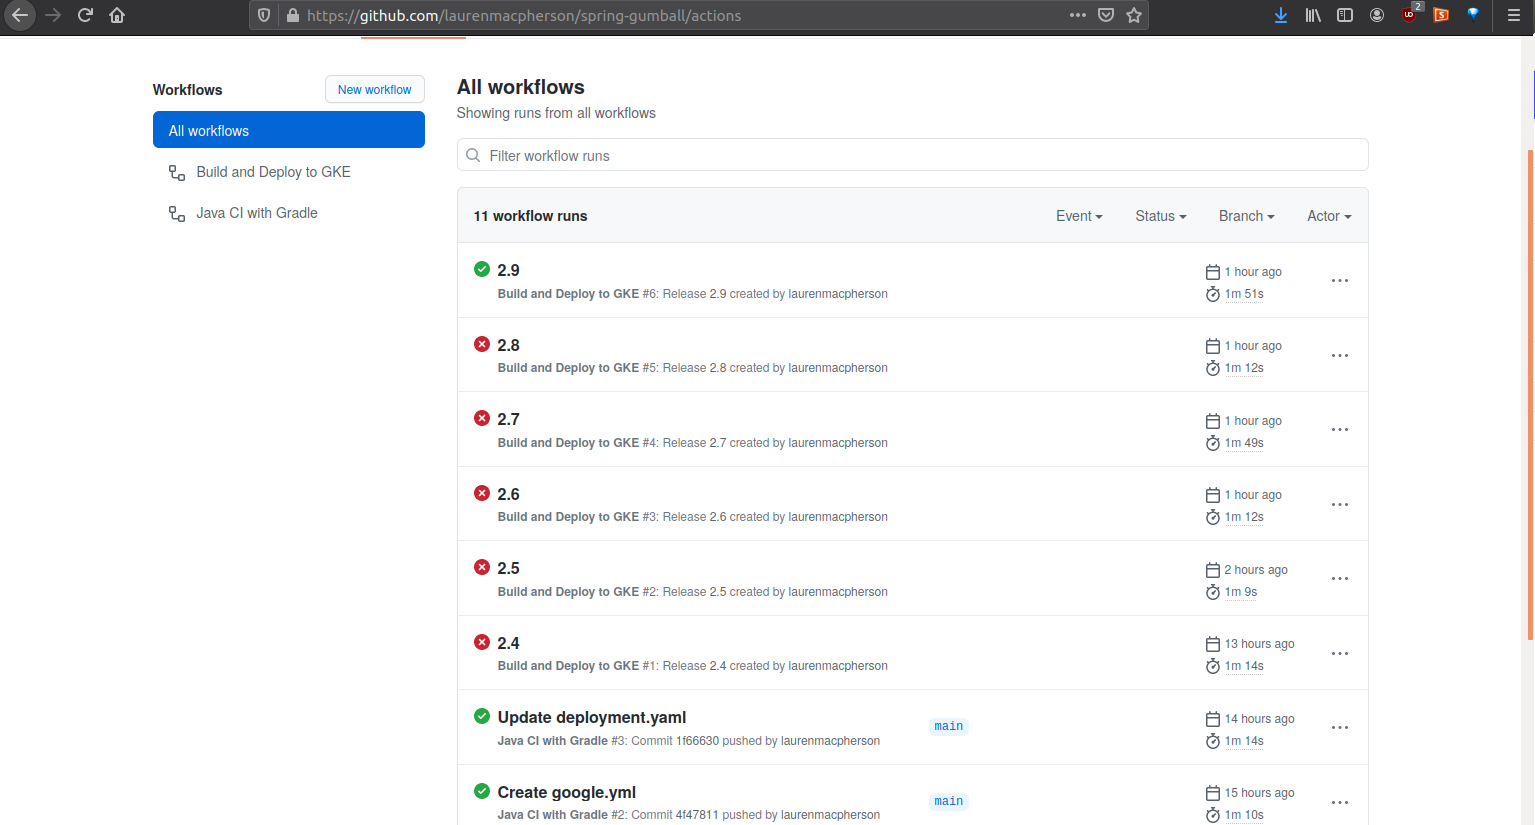 https://github.com/laurenmacpherson/spring-gumball/actions
2
Workflows
New workflow
All workflows
Build and Deploy to GKE
Java CI with Gradle
All workflows
Showing runs from all workflows
Filter workflow runs
11 workflow runs
Event
Status
Branch
Actor
2.9
1 hour ago
Build and Deploy to GKE #6: Release 2.9 created by laurenmacpherson
1m 51s
2.8
1 hour ago
Build and Deploy to GKE #5: Release 2.8 created by laurenmacpherson
1m 12s
2.7
1 hour ago
Build and Deploy to GKE #4: Release 2.7 created by laurenmacpherson
1m 49s
2.6
1 hour ago
Build and Deploy to GKE #3: Release 2.6 created by laurenmacpherson
1m 12s
2.5
2 hours ago
Build and Deploy to GKE #2: Release 2.5 created by laurenmacpherson
1m 9s
2.4
13 hours ago
Build and Deploy to GKE #1: Release 2.4 created by laurenmacpherson
1m 14s
Update deployment.yaml
main
14 hours ago
Java CI with Gradle #3: Commit 1f66630 pushed by laurenmacpherson
1m 14s
Create google.yml
main
15 hours ago
Java CI with Gradle #2: Commit 4f47811 pushed by laurenmacpherson
1m 10s